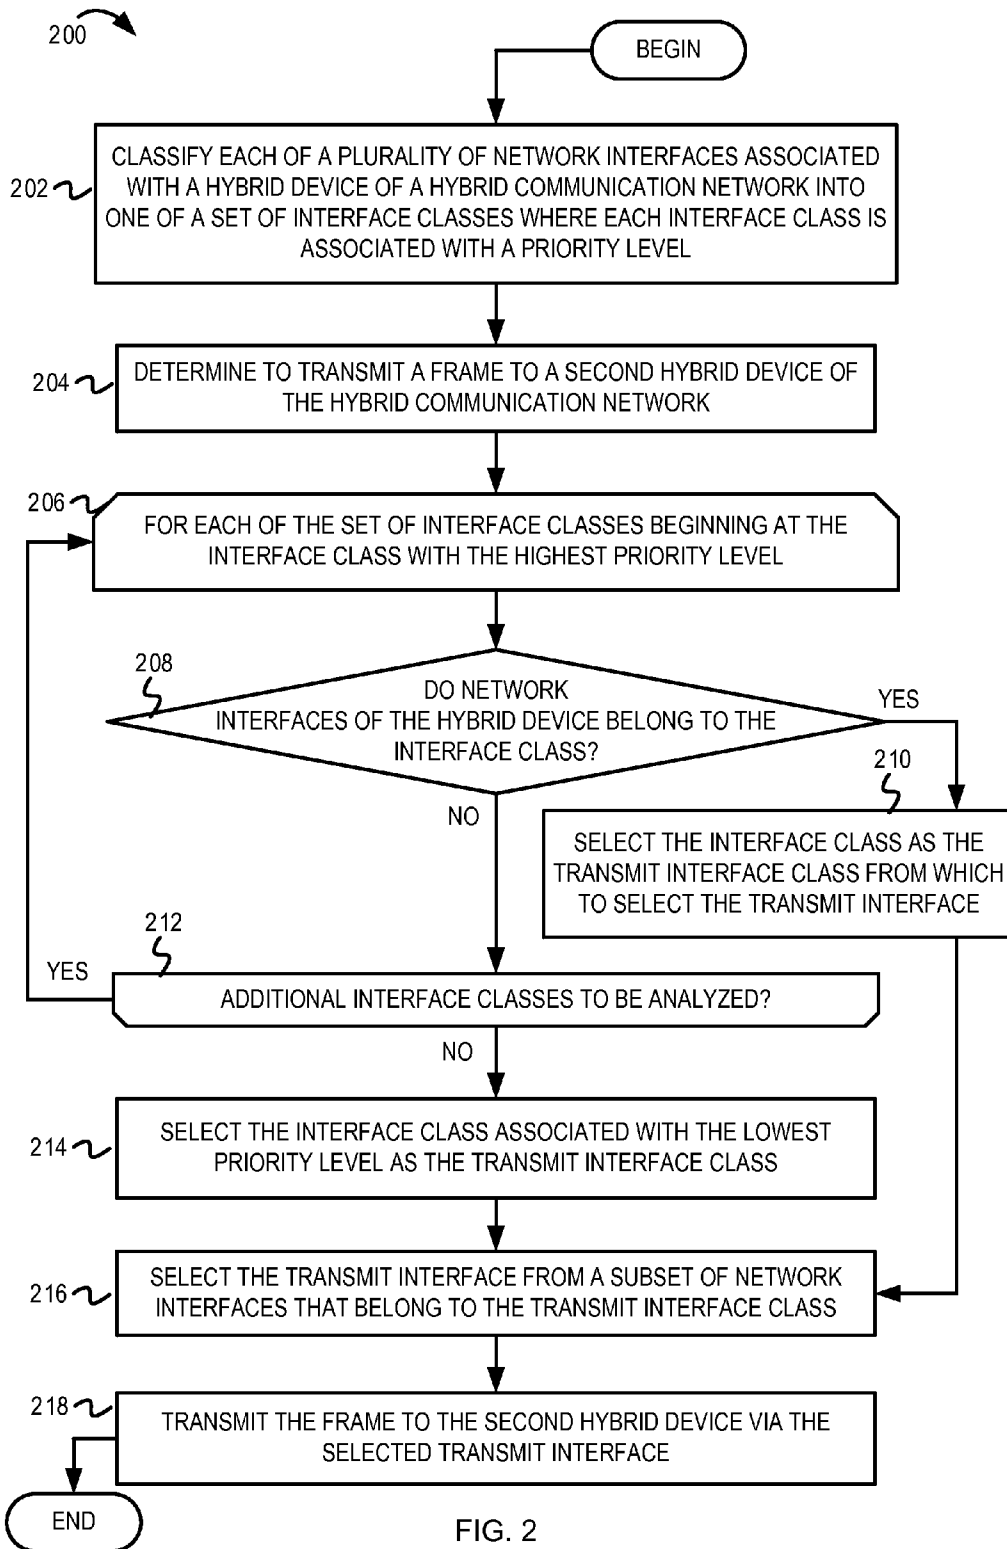 200
BEGIN
202
CLASSIFY EACH OF A PLURALITY OF NETWORK INTERFACES ASSOCIATED
WITH A HYBRID DEVICE OF A HYBRID COMMUNICATION NETWORK INTO
ONE OF A SET OF INTERFACE CLASSES WHERE EACH INTERFACE CLASS IS
ASSOCIATED WITH A PRIORITY LEVEL
204
DETERMINE TO TRANSMIT A FRAME TO A SECOND HYBRID DEVICE OF
THE HYBRID COMMUNICATION NETWORK
206
FOR EACH OF THE SET OF INTERFACE CLASSES BEGINNING AT THE
INTERFACE CLASS WITH THE HIGHEST PRIORITY LEVEL
208
DO NETWORK
INTERFACES OF THE HYBRID DEVICE BELONG TO THE
INTERFACE CLASS?
YES
NO
210
SELECT THE INTERFACE CLASS AS THE
TRANSMIT INTERFACE CLASS FROM WHICH
TO SELECT THE TRANSMIT INTERFACE
212
YES
ADDITIONAL INTERFACE CLASSES TO BE ANALYZED?
NO
214
SELECT THE INTERFACE CLASS ASSOCIATED WITH THE LOWEST
PRIORITY LEVEL AS THE TRANSMIT INTERFACE CLASS
216
SELECT THE TRANSMIT INTERFACE FROM A SUBSET OF NETWORK
INTERFACES THAT BELONG TO THE TRANSMIT INTERFACE CLASS
218
TRANSMIT THE FRAME TO THE SECOND HYBRID DEVICE VIA THE
SELECTED TRANSMIT INTERFACE
END
FIG. 2